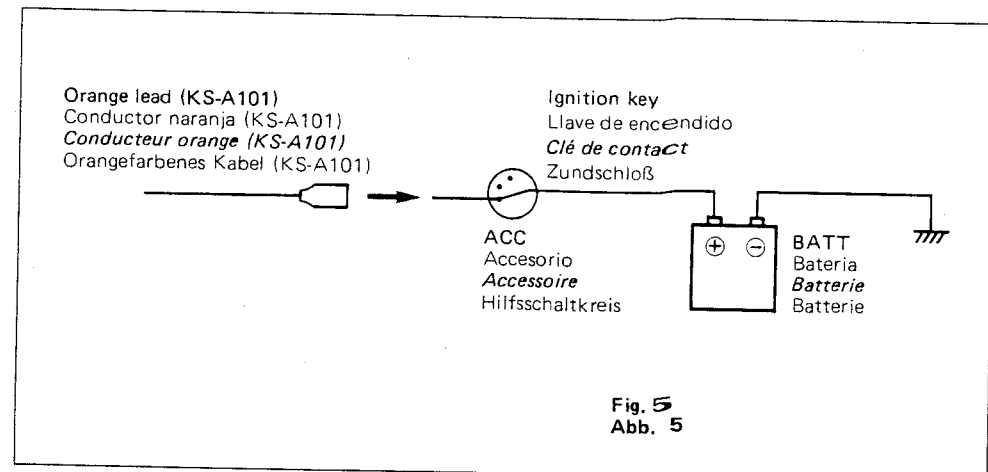 Orange lead (KS-A101)
Conductor naranja (KS-A101)
Conducteur orange (KS-A101)
Orangefarbenes Kabel (KS-A101)
Ignition key
Llave de encendido
Clé de contact
Zundschloß
ACC
Accesorio
Accessoire
Hilfsschaltkreis
+ −
BATT
Bateria
Batterie
Batterie
Fig. 5
Abb. 5